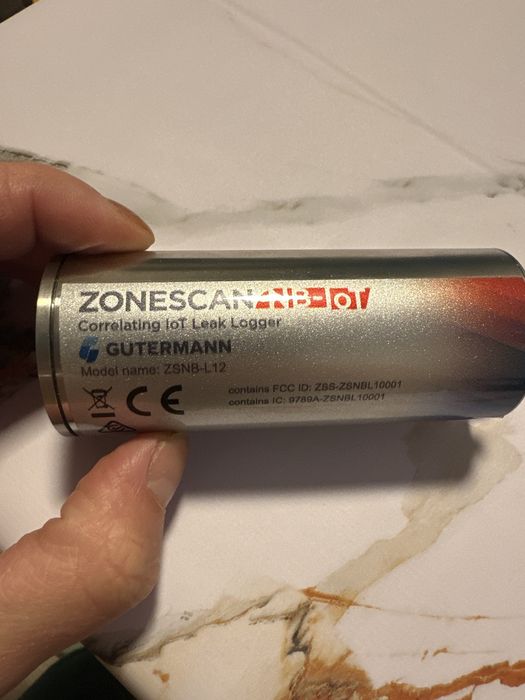 ZONESCAN NB-IoT
Correlating IoT Leak Logger
GUTERMANN
Model name: ZSNB-L12
contains FCC ID: ZSS-ZSNBL10001
contains IC: 9789A-ZSNBL10001
CE